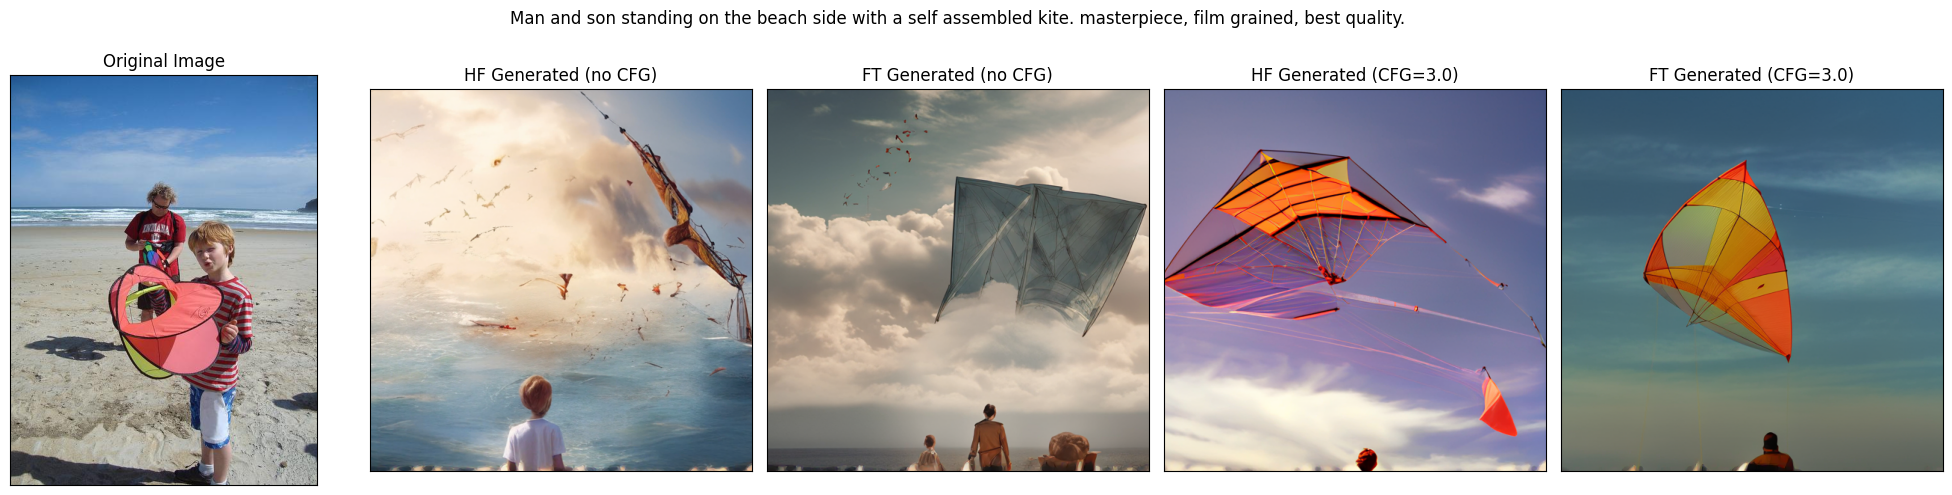 Man and son standing on the beach side with a self assembled kite. masterpiece, film grained, best quality.
Original Image
HF Generated (no CFG)
FT Generated (no CFG)
HF Generated (CFG=3.0)
FT Generated (CFG=3.0)
INDIANA